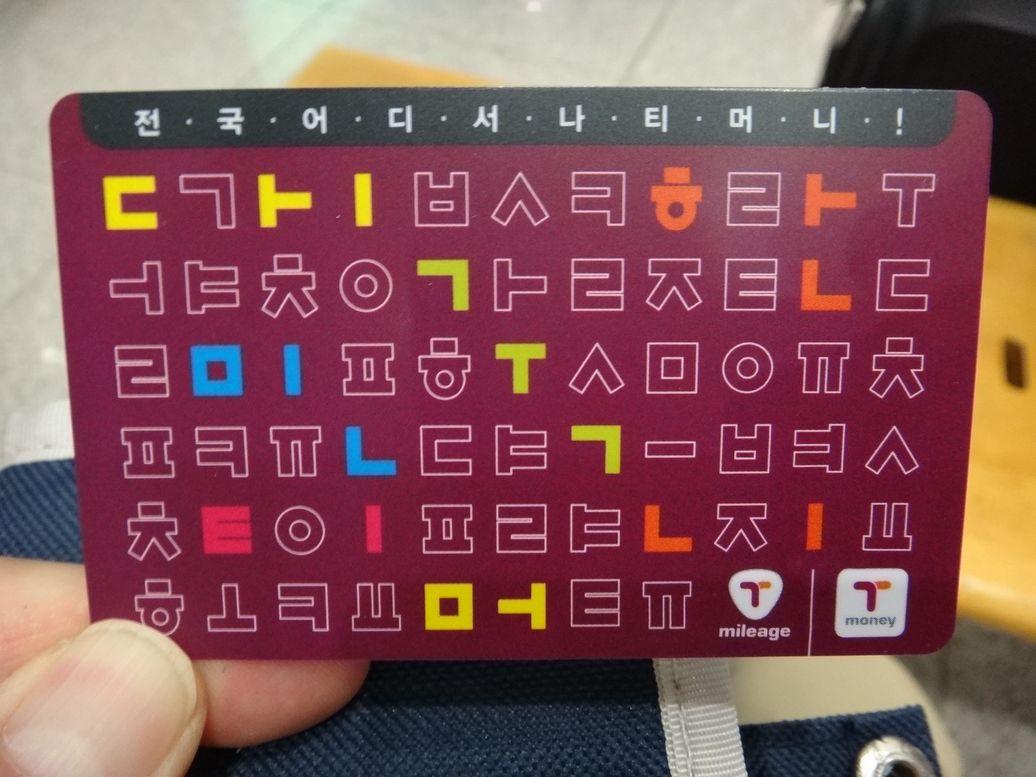 전·국·어·디·서·나·티·머·니·!
ㄷ ㄱ ㅏ ㅣ ㅂ ㅅ ㅋ ㅎ ㄹ ㅏ ㅜ
ㅓ ㅑ ㅊ ㅇ ㄱ ㅏ ㄹ ㅈ ㅌ ㄴ ㄷ
ㄹ ㅁ ㅣ ㅍ ㅎ ㅜ ㅅ ㅁ ㅇ ㅠ ㅊ
ㅍ ㅋ ㅠ ㄴ ㄷ ㅑ ㄱ ㅡ ㅂ ㅕ ㅅ
ㅊ ㅌ ㅇ ㅣ ㅍ ㄹ ㅑ ㄴ ㅈ ㅣ ㅛ
ㅎ ㅗ ㅋ ㅛ ㅁ ㅓ ㅌ ㅠ
T mileage
T money